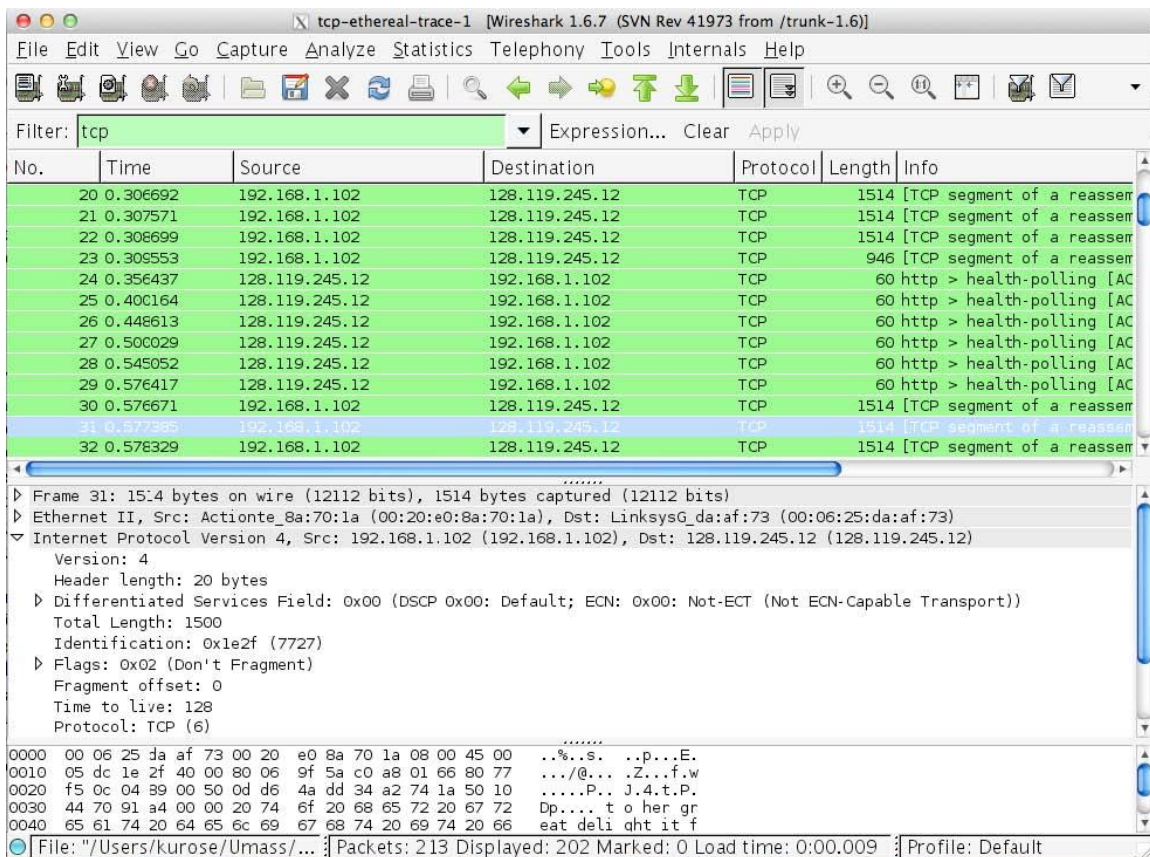 tcp-ethereal-trace-1 [Wireshark 1.6.7 (SVN Rev 41973 from /trunk-1.6)]
File Edit View Go Capture Analyze Statistics Telephony Tools Internals Help
Filter: tcp Expression... Clear Apply
No. Time Source Destination Protocol Length Info
20 0.306692 192.168.1.102 128.119.245.12 TCP 1514 [TCP segment of a reassem
21 0.307571 192.168.1.102 128.119.245.12 TCP 1514 [TCP segment of a reassem
22 0.308699 192.168.1.102 128.119.245.12 TCP 1514 [TCP segment of a reassem
23 0.309553 192.168.1.102 128.119.245.12 TCP 946 [TCP segment of a reassem
24 0.356437 128.119.245.12 192.168.1.102 TCP 60 http > health-polling [AC
25 0.400164 128.119.245.12 192.168.1.102 TCP 60 http > health-polling [AC
26 0.448613 128.119.245.12 192.168.1.102 TCP 60 http > health-polling [AC
27 0.500029 128.119.245.12 192.168.1.102 TCP 60 http > health-polling [AC
28 0.545052 128.119.245.12 192.168.1.102 TCP 60 http > health-polling [AC
29 0.576417 128.119.245.12 192.168.1.102 TCP 60 http > health-polling [AC
30 0.576671 192.168.1.102 128.119.245.12 TCP 1514 [TCP segment of a reassem
31 0.577385 192.168.1.102 128.119.245.12 TCP 1514 [TCP segment of a reassem
32 0.578329 192.168.1.102 128.119.245.12 TCP 1514 [TCP segment of a reassem
Frame 31: 1514 bytes on wire (12112 bits), 1514 bytes captured (12112 bits)
Ethernet II, Src: Actionte_8a:70:1a (00:20:e0:8a:70:1a), Dst: LinksysG_da:af:73 (00:06:25:da:af:73)
Internet Protocol Version 4, Src: 192.168.1.102 (192.168.1.102), Dst: 128.119.245.12 (128.119.245.12)
Version: 4
Header length: 20 bytes
Differentiated Services Field: 0x00 (DSCP 0x00: Default; ECN: 0x00: Not-ECT (Not ECN-Capable Transport))
Total Length: 1500
Identification: 0x1e2f (7727)
Flags: 0x02 (Don't Fragment)
Fragment offset: 0
Time to live: 128
Protocol: TCP (6)
0000 00 06 25 da af 73 00 20 e0 8a 70 1a 08 00 45 00 ..%..s. ..p...E.
0010 05 dc 1e 2f 40 00 80 06 9f 5a c0 a8 01 66 80 77 .../@... .Z...f.w
0020 f5 0c 04 89 00 50 0d d6 4a dd 34 a2 74 1a 50 10 .....P.. J.4.t.P.
0030 44 70 91 a4 00 00 20 74 6f 20 68 65 72 20 67 72 Dp.... t o her gr
0040 65 61 74 20 64 65 6c 69 67 68 74 20 69 74 20 66 eat deli ght it f
File: "/Users/kurose/Umass/... Packets: 213 Displayed: 202 Marked: 0 Load time: 0:00.009 Profile: Default